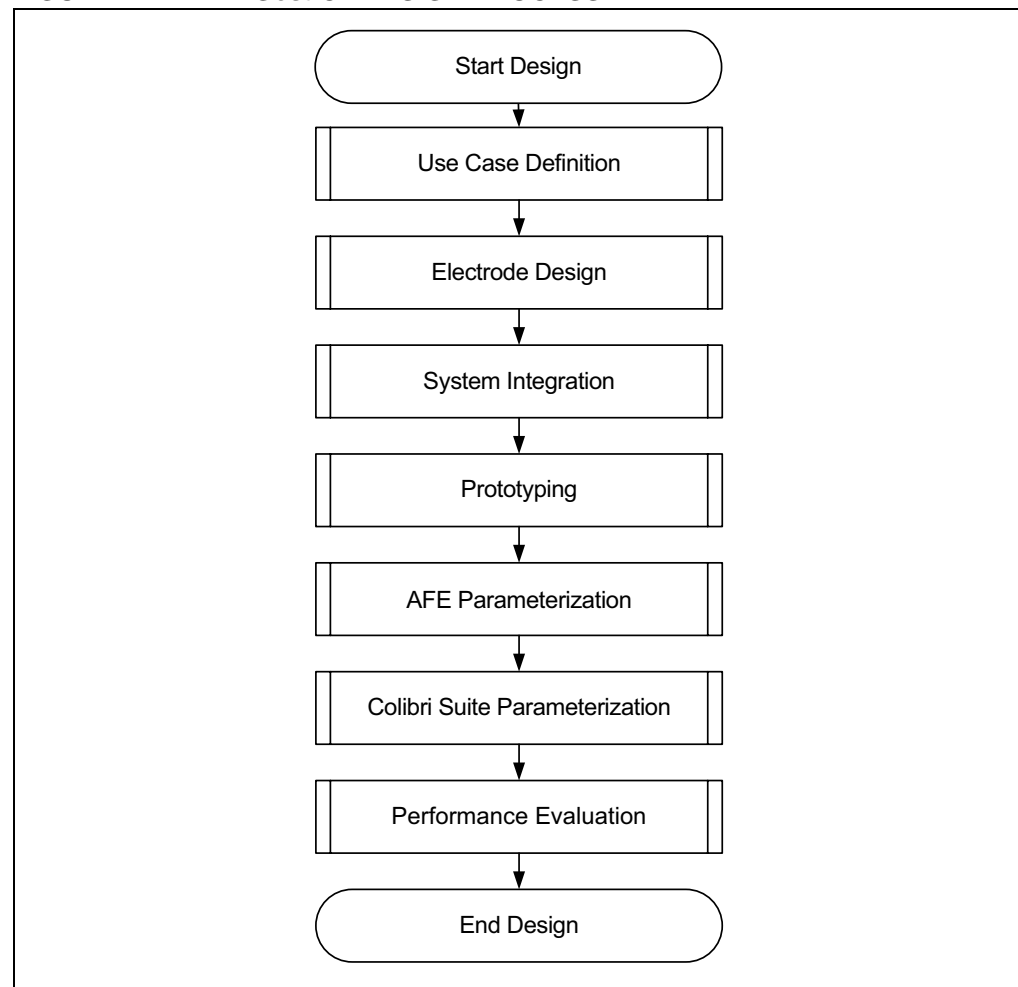 Start Design
Use Case Definition
Electrode Design
System Integration
Prototyping
AFE Parameterization
Colibri Suite Parameterization
Performance Evaluation
End Design